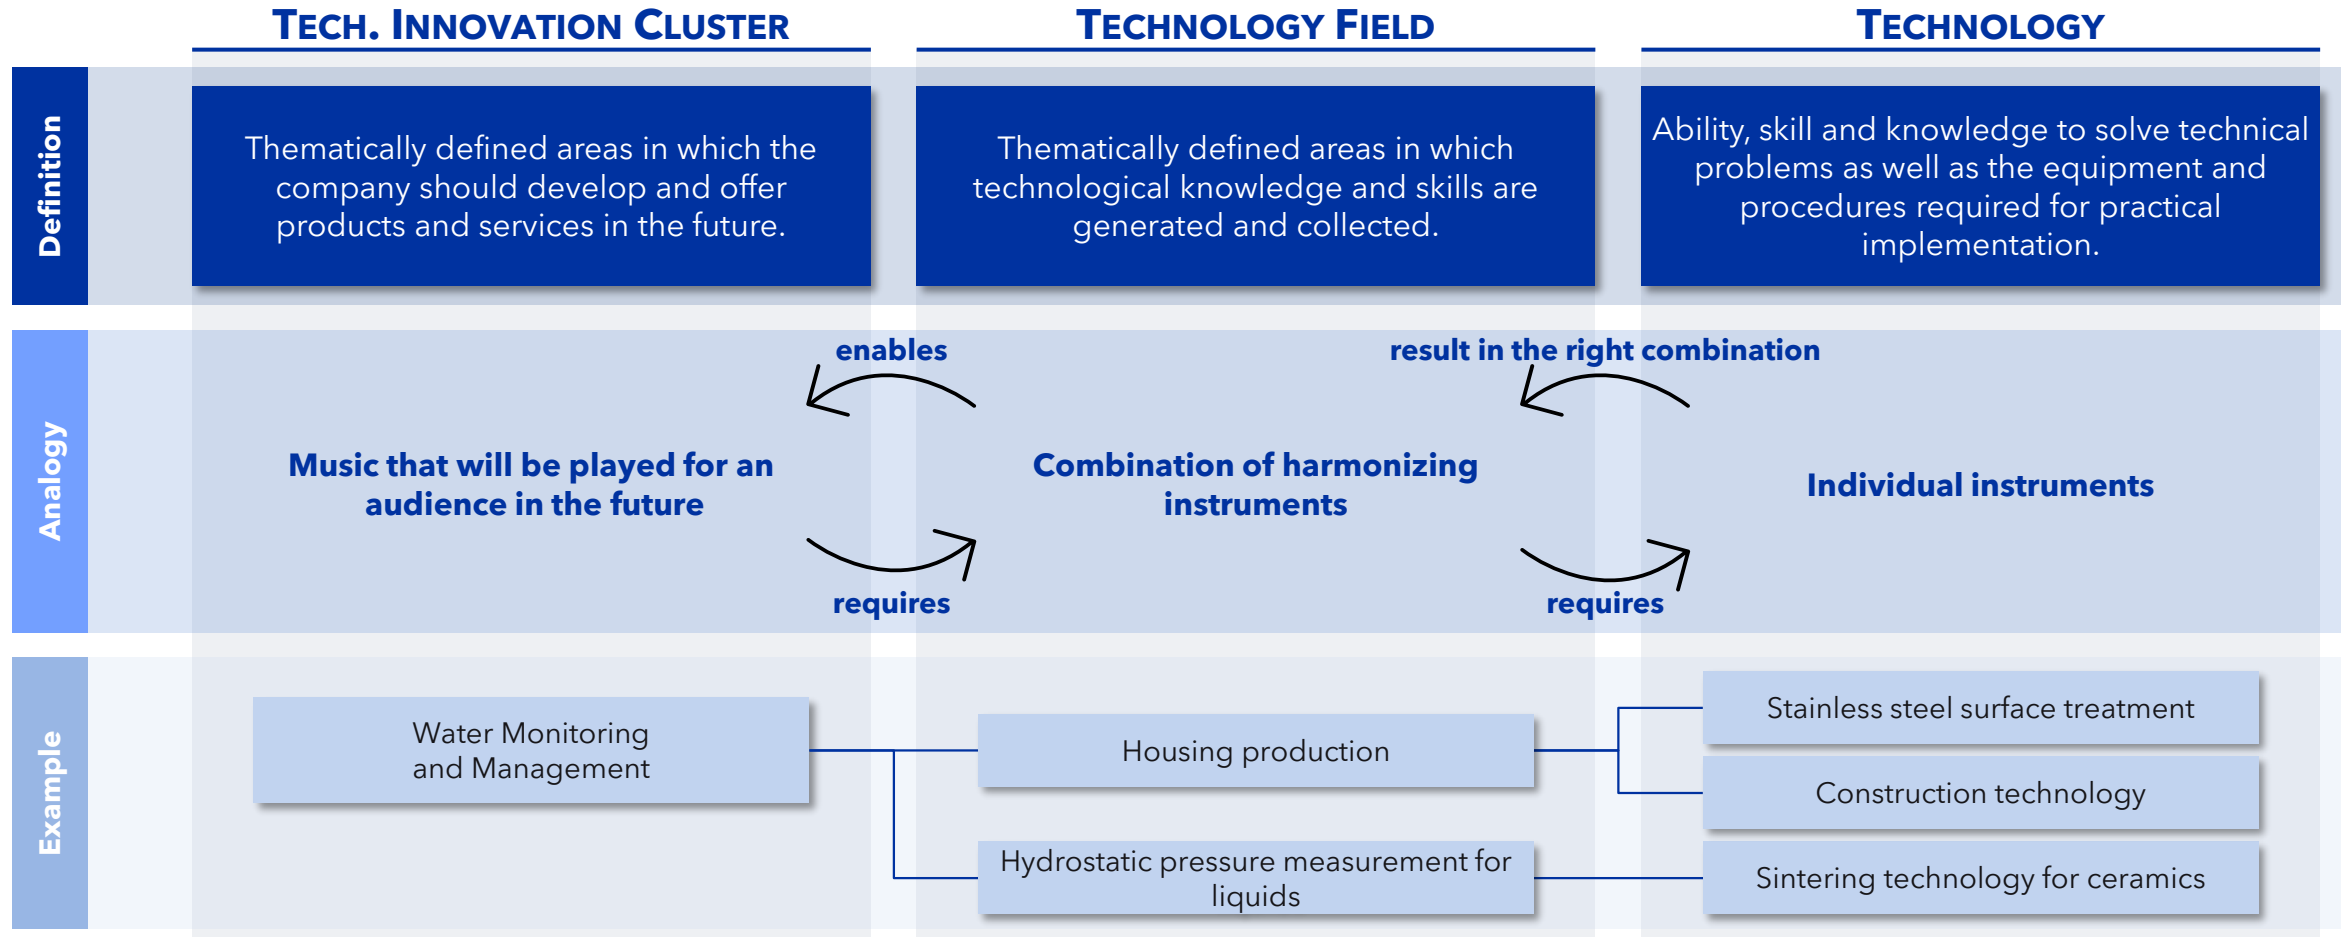 TECH. INNOVATION CLUSTER
TECHNOLOGY FIELD
TECHNOLOGY
Definition
Thematically defined areas in which the
company should develop and offer
products and services in the future.
Thematically defined areas in which
technological knowledge and skills are
generated and collected.
Ability, skill and knowledge to solve technical
problems as well as the equipment and
procedures required for practical
implementation.
Analogy
enables
result in the right combination
Music that will be played for an
audience in the future
Combination of harmonizing
instruments
Individual instruments
requires
requires
Example
Water Monitoring
and Management
Housing production
Hydrostatic pressure measurement for
liquids
Stainless steel surface treatment
Construction technology
Sintering technology for ceramics